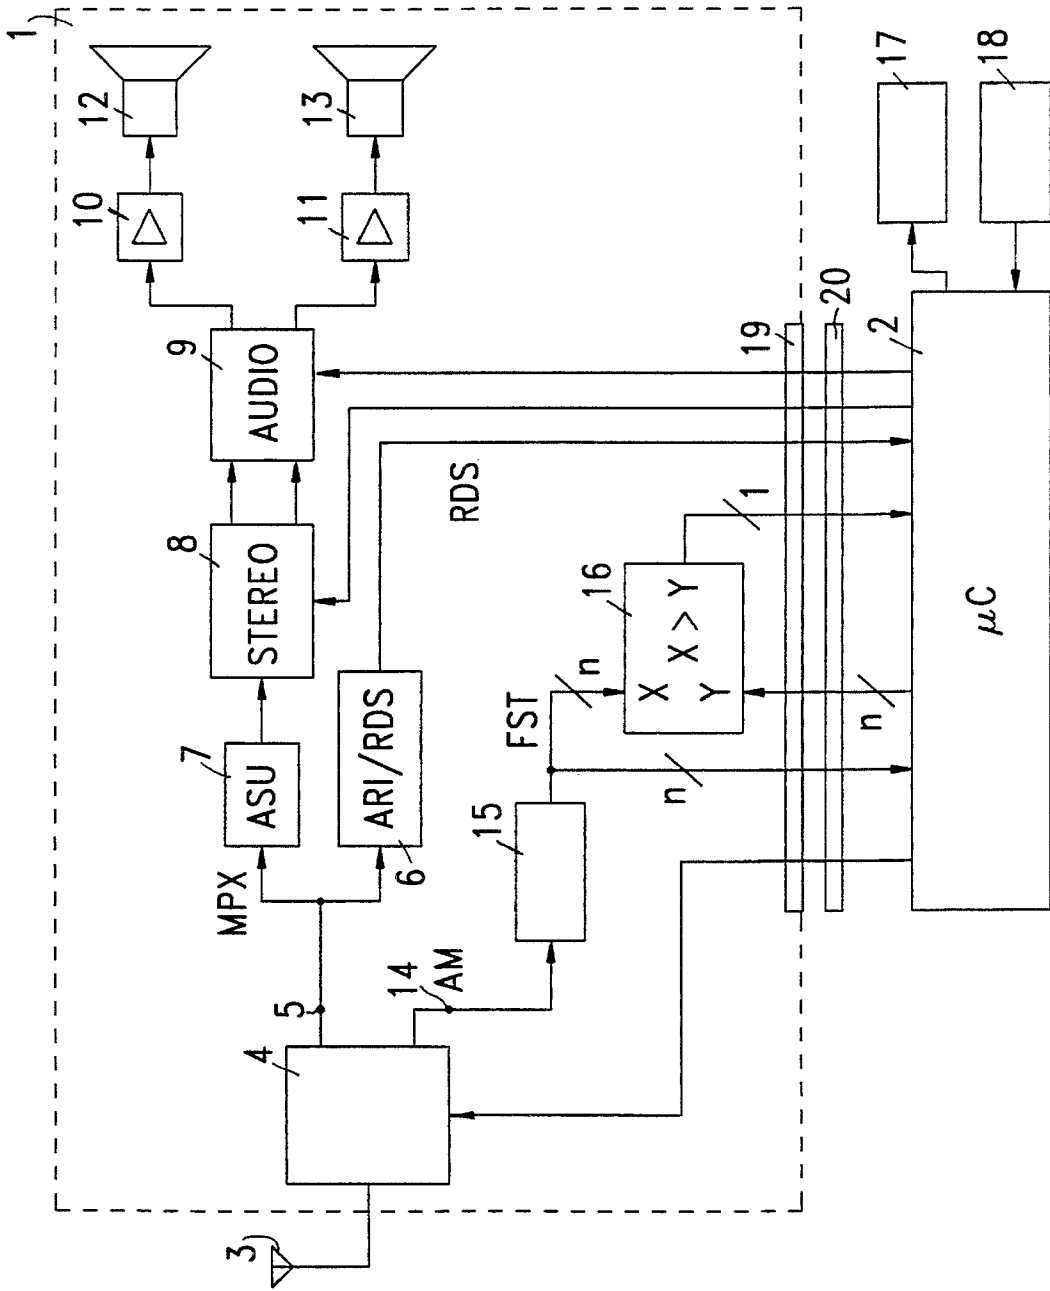 1
12
13
10
11
9
AUDIO
8
STEREO
7
ASU
MPX
ARI/RDS
6
RDS
5
4
14
AM
3
15
FST
n
n
n
16
X
X > Y
Y
1
19
20
2
μC
17
18